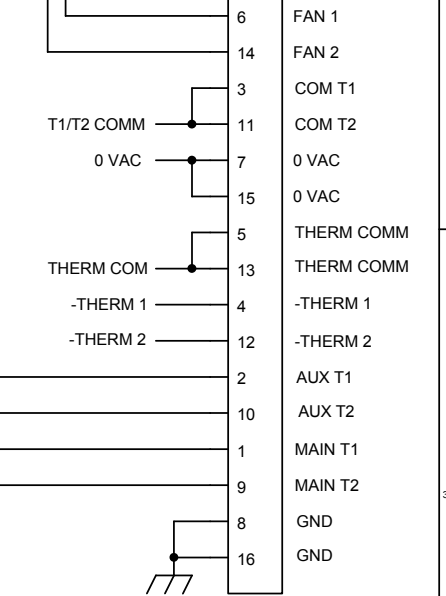 6 FAN 1
14 FAN 2
3 COM T1
T1/T2 COMM 11 COM T2
0 VAC 7 0 VAC
15 0 VAC
5 THERM COMM
THERM COM 13 THERM COMM
-THERM 1 4 -THERM 1
-THERM 2 12 -THERM 2
2 AUX T1
10 AUX T2
1 MAIN T1
9 MAIN T2
8 GND
16 GND